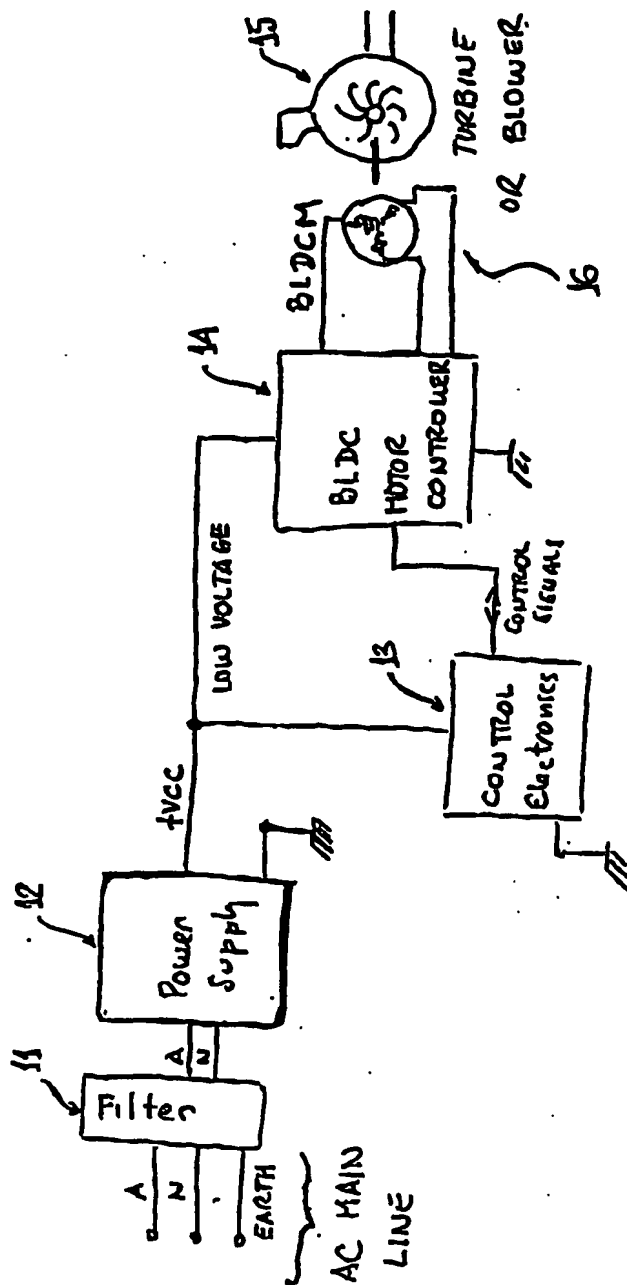 AC MAIN
LINE
A
N
EARTH
11
Filter
A
N
12
Power
Supply
+VCC
LOW VOLTAGE
13
CONTROL
Electronics
CONTROL
SIGNALS
14
BLDC
MOTOR
CONTROLLER
BLDCM
15
TURBINE
OR BLOWER
16